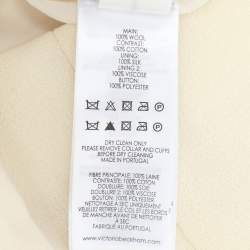 MAIN:
100% WOOL
CONTRAST:
100% COTTON
LINING:
100% SILK
LINING 2:
100% VISCOSE
BUTTON:
100% POLYESTER
DRY CLEAN ONLY
PLEASE REMOVE COLLAR AND CUFFS
BEFORE DRY CLEANING
MADE IN PORTUGAL
FIBRE PRINCIPALE: 100% LAINE
CONTRASTE: 100% COTON
DOUBLURE: 100% SOIE
DOUBLURE 2: 100% VISCOSE
BOUTON: 100% POLYESTER
NETTOYAGE A SEC UNIQUEMENT
VEUILLEZ RETIRER LE COL ET LES BORDS
DE MANCHE AVANT DE NETTOYER
A SEC
FABRIQUE AU PORTUGAL
www.victoriabeckham.com